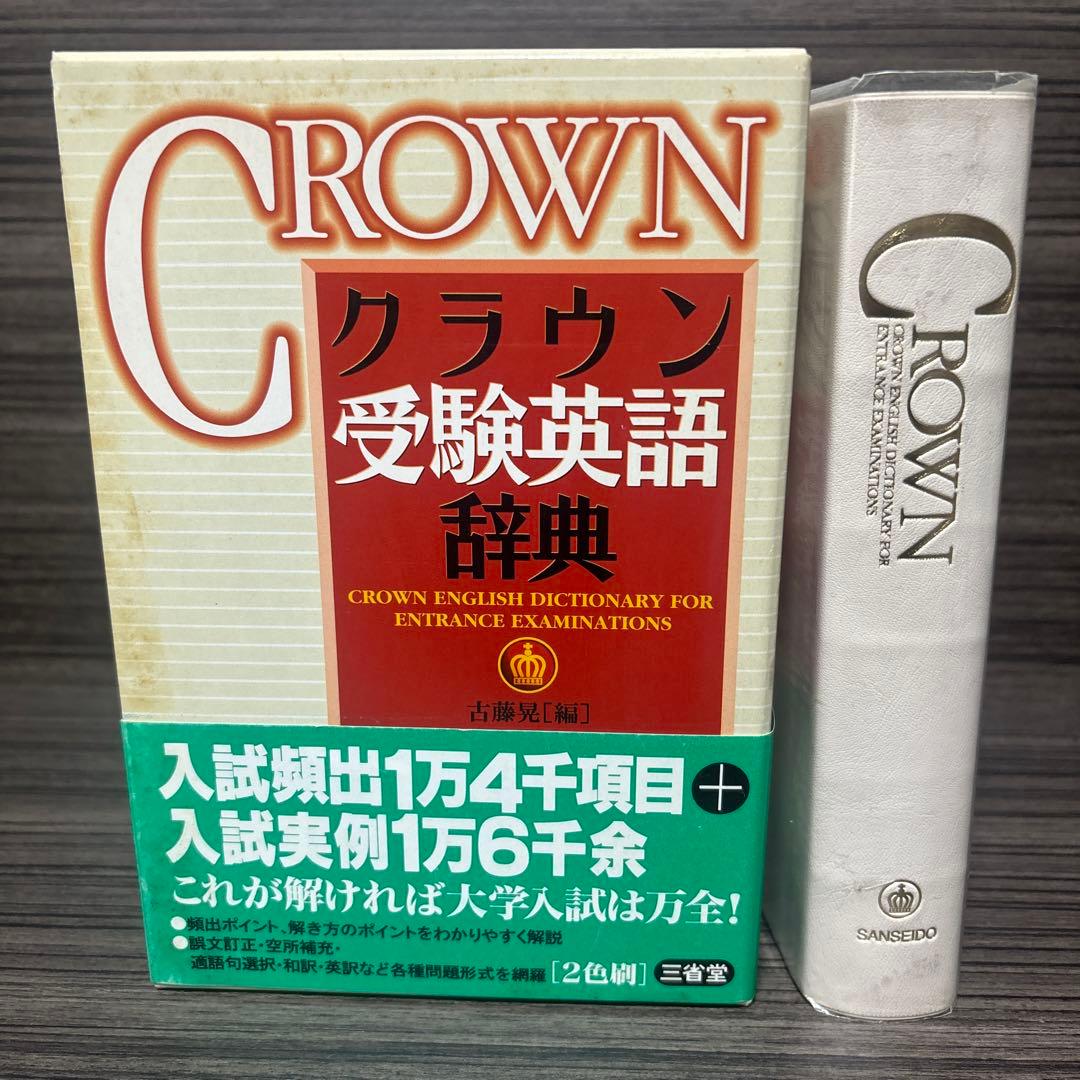 CROWN
クラウン
受験英語
辞典
CROWN ENGLISH DICTIONARY FOR
ENTRANCE EXAMINATIONS
古藤晃[編]
入試頻出1万4千項目+
入試実例1万6千余
これが解ければ大学入試は万全!
●頻出ポイント、解き方のポイントをわかりやすく解説
●誤文訂正・空所補充・
適語句選択・和訳・英訳など各種問題形式を網羅
[2色刷]
三省堂
CROWN
CROWN ENGLISH DICTIONARY FOR
ENTRANCE EXAMINATIONS
SANSEIDO